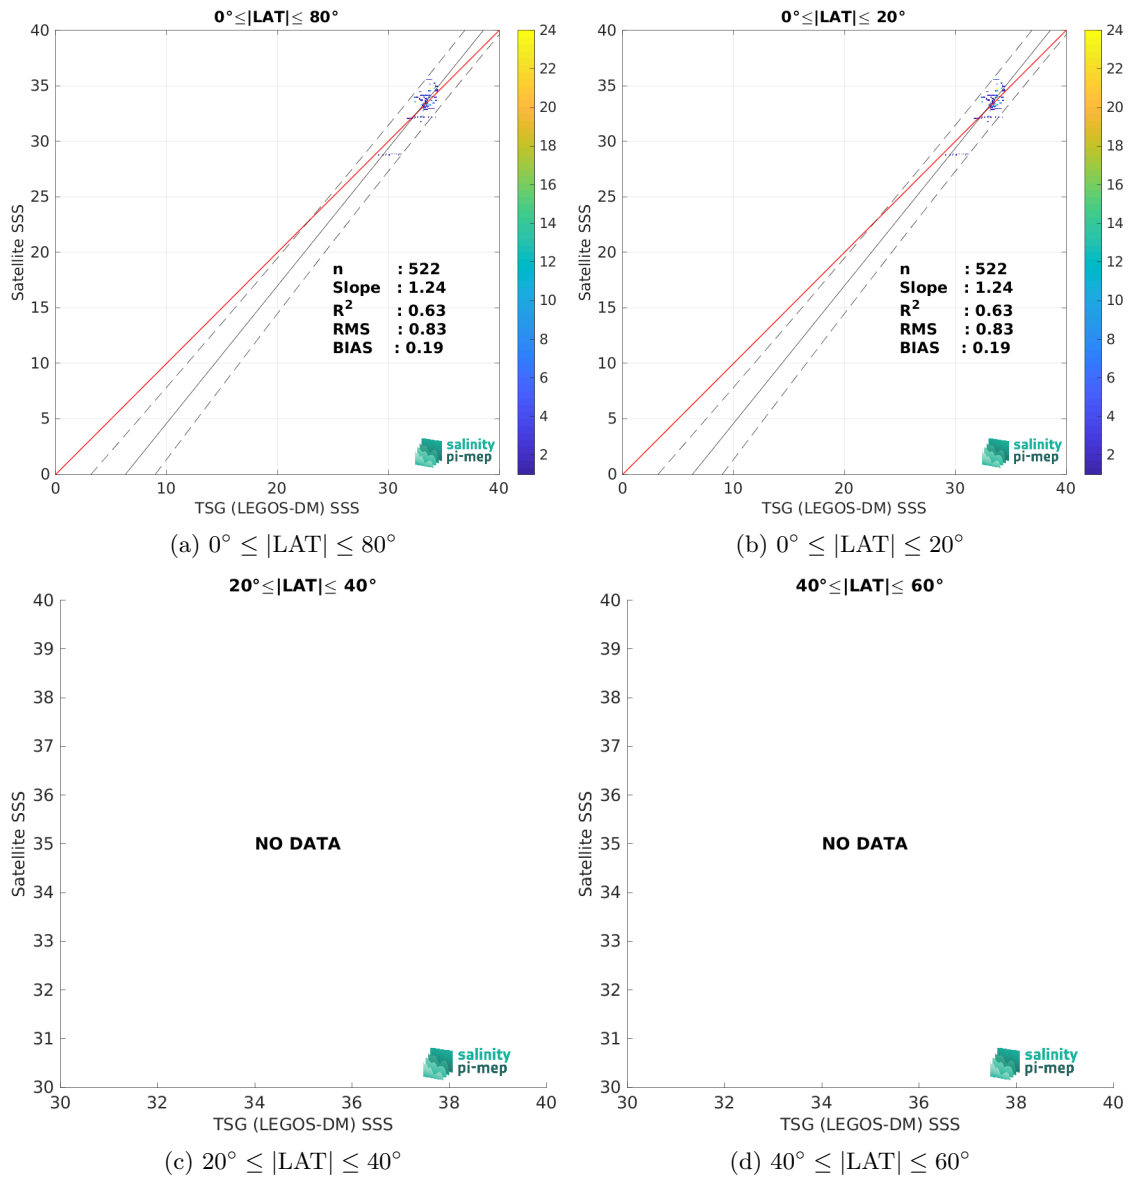 0°≤|LAT|≤ 80°
40
35
30
25
20
15
10
5
0
Satellite SSS
0
10
20
30
40
TSG (LEGOS-DM) SSS
n : 522
Slope : 1.24
R² : 0.63
RMS : 0.83
BIAS : 0.19
salinity
pi-mep
24
22
20
18
16
14
12
10
8
6
4
2
(a) 0° ≤ |LAT| ≤ 80°
0°≤|LAT|≤ 20°
40
35
30
25
20
15
10
5
0
Satellite SSS
0
10
20
30
40
TSG (LEGOS-DM) SSS
n : 522
Slope : 1.24
R² : 0.63
RMS : 0.83
BIAS : 0.19
salinity
pi-mep
24
22
20
18
16
14
12
10
8
6
4
2
(b) 0° ≤ |LAT| ≤ 20°
20°≤|LAT|≤ 40°
40
39
38
37
36
35
34
33
32
31
30
Satellite SSS
NO DATA
salinity
pi-mep
30
32
34
36
38
40
TSG (LEGOS-DM) SSS
(c) 20° ≤ |LAT| ≤ 40°
40°≤|LAT|≤ 60°
40
39
38
37
36
35
34
33
32
31
30
Satellite SSS
NO DATA
salinity
pi-mep
30
32
34
36
38
40
TSG (LEGOS-DM) SSS
(d) 40° ≤ |LAT| ≤ 60°